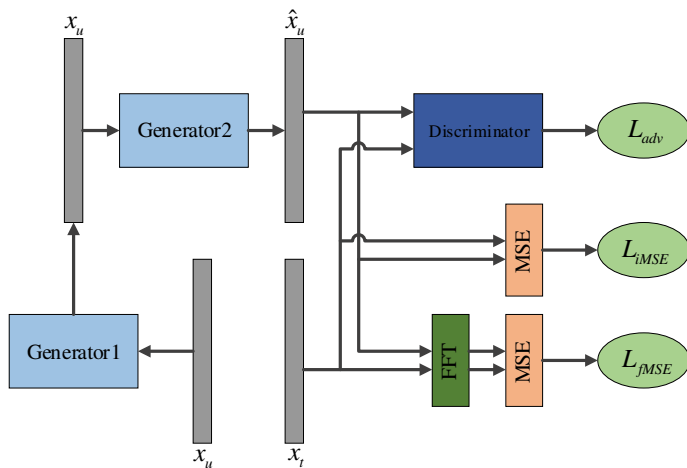 x_u
x̂_u
Generator2
Discriminator
L_adv
MSE
L_iMSE
Generator1
FFT
MSE
L_fMSE
x_u
x_t